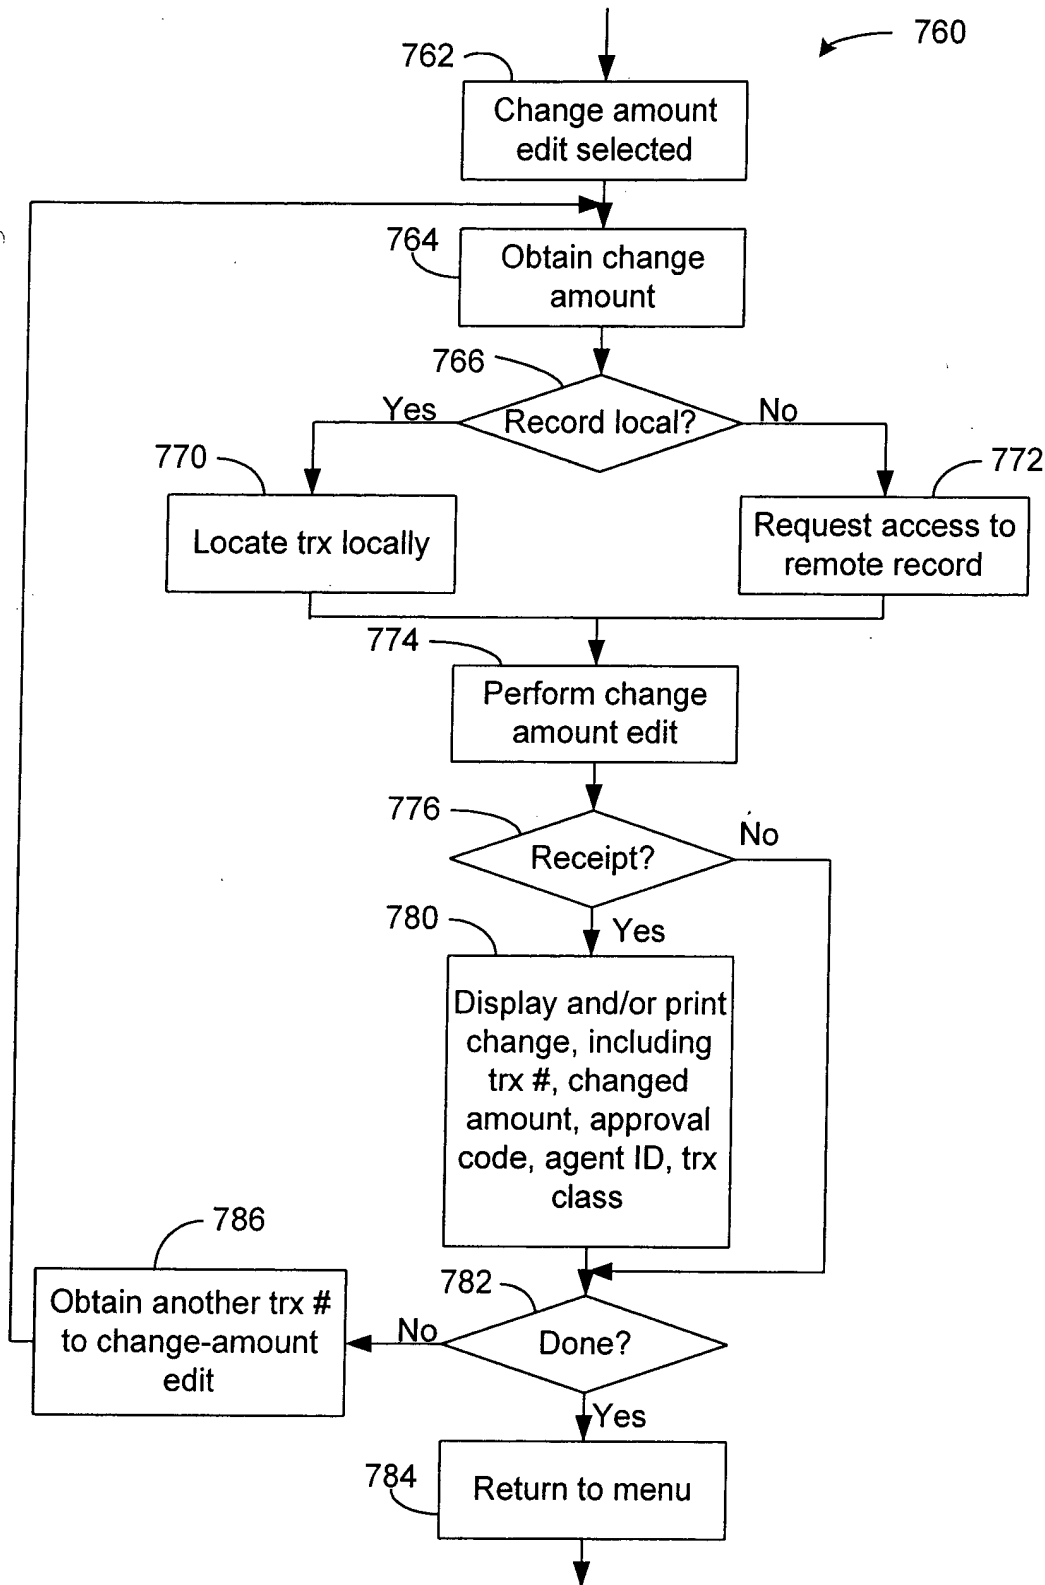 760
762
Change amount
edit selected
764
Obtain change
amount
766
Yes
Record local?
No
770
772
Locate trx locally
Request access to
remote record
774
Perform change
amount edit
776
Receipt?
No
780
Yes
Display and/or print
change, including
trx #, changed
amount, approval
code, agent ID, trx
class
786
782
Obtain another trx #
to change-amount
edit
No
Done?
Yes
784
Return to menu